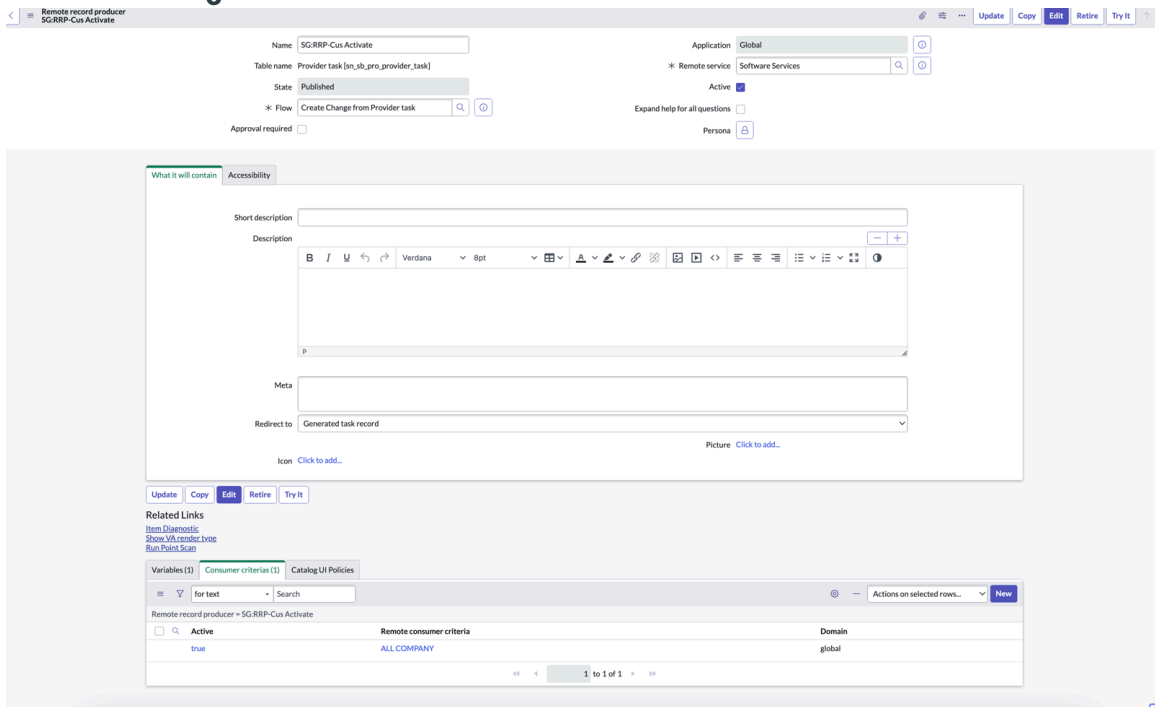 Remote record producer
SG:RRP-Cus Activate
Update Copy Edit Retire Try It
Name SG:RRP-Cus Activate
Application Global
Table name Provider task [sn_sb_pro_provider_task]
Remote service Software Services
State Published
Active
Flow Create Change from Provider task
Expand help for all questions
Approval required
Persona
What it will contain Accessibility
Short description
Description
B I U Verdana 8pt A
P
Meta
Redirect to Generated task record
Picture Click to add...
Icon Click to add...
Update Copy Edit Retire Try It
Related Links
Item Diagnostic
Show VA render type
Run Point Scan
Variables (1) Consumer criterias (1) Catalog UI Policies
for text Search Actions on selected rows... New
Remote record producer = SG:RRP-Cus Activate
Active Remote consumer criteria Domain
true ALL COMPANY global
1 to 1 of 1